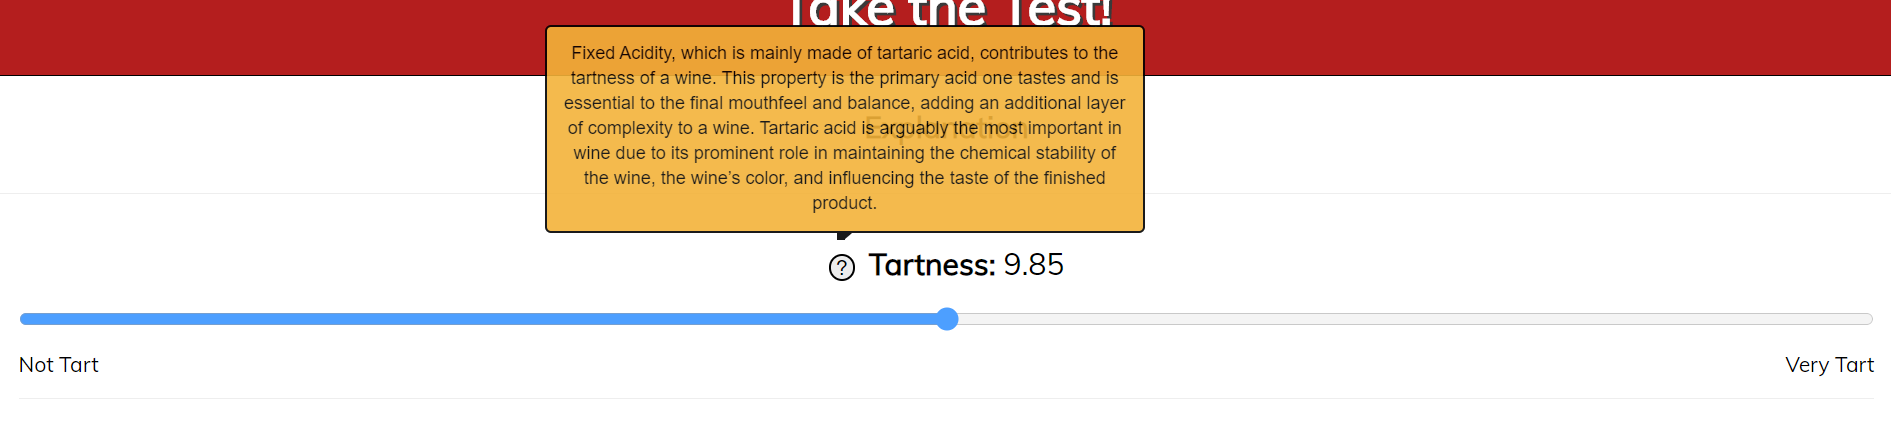 Take the Test!
Fixed Acidity, which is mainly made of tartaric acid, contributes to the
tartness of a wine. This property is the primary acid one tastes and is
essential to the final mouthfeel and balance, adding an additional layer
of complexity to a wine. Tartaric acid is arguably the most important in
Explanation
wine due to its prominent role in maintaining the chemical stability of
the wine, the wine’s color, and influencing the taste of the finished
product.
? Tartness: 9.85
Not Tart
Very Tart